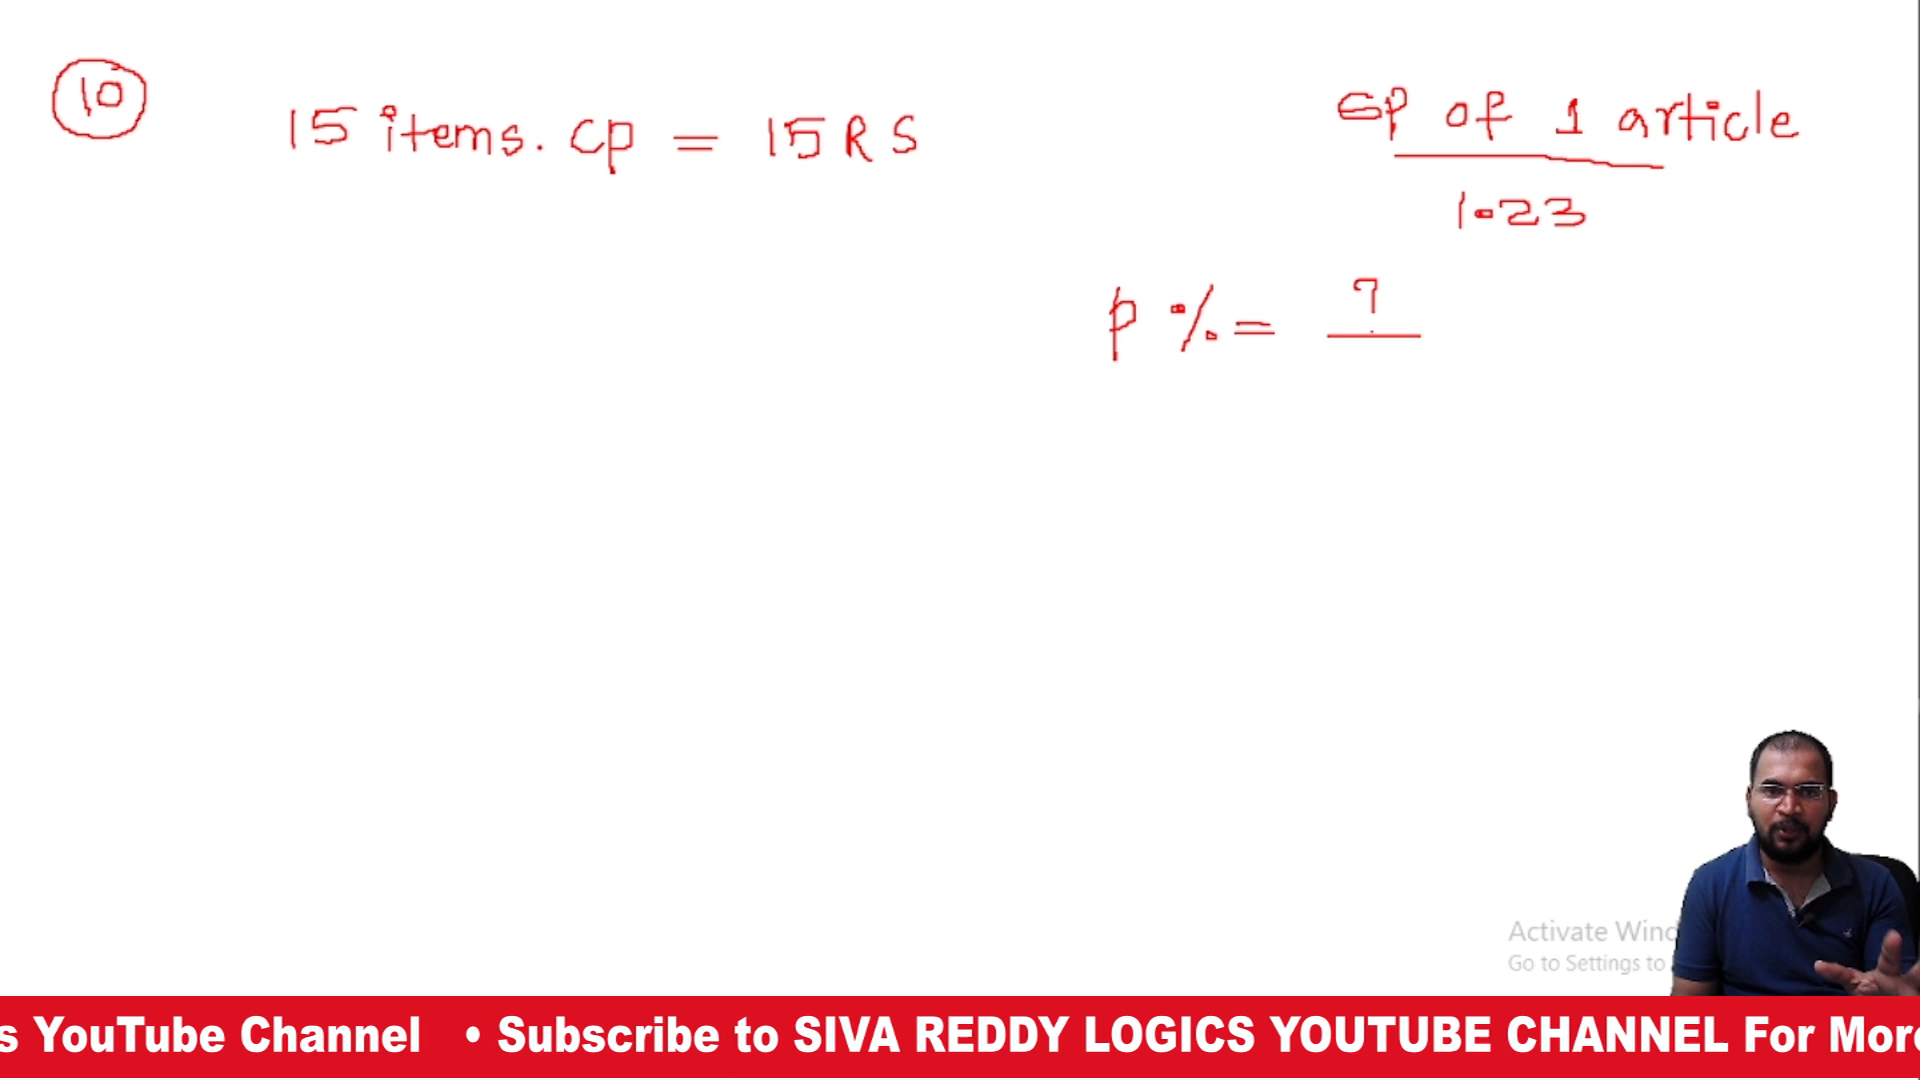 10
15 items. CP = 15 RS
SP of 1 article
1.23
P % = ?
Activate Wind
Go to Settings to
s YouTube Channel • Subscribe to SIVA REDDY LOGICS YOUTUBE CHANNEL For More